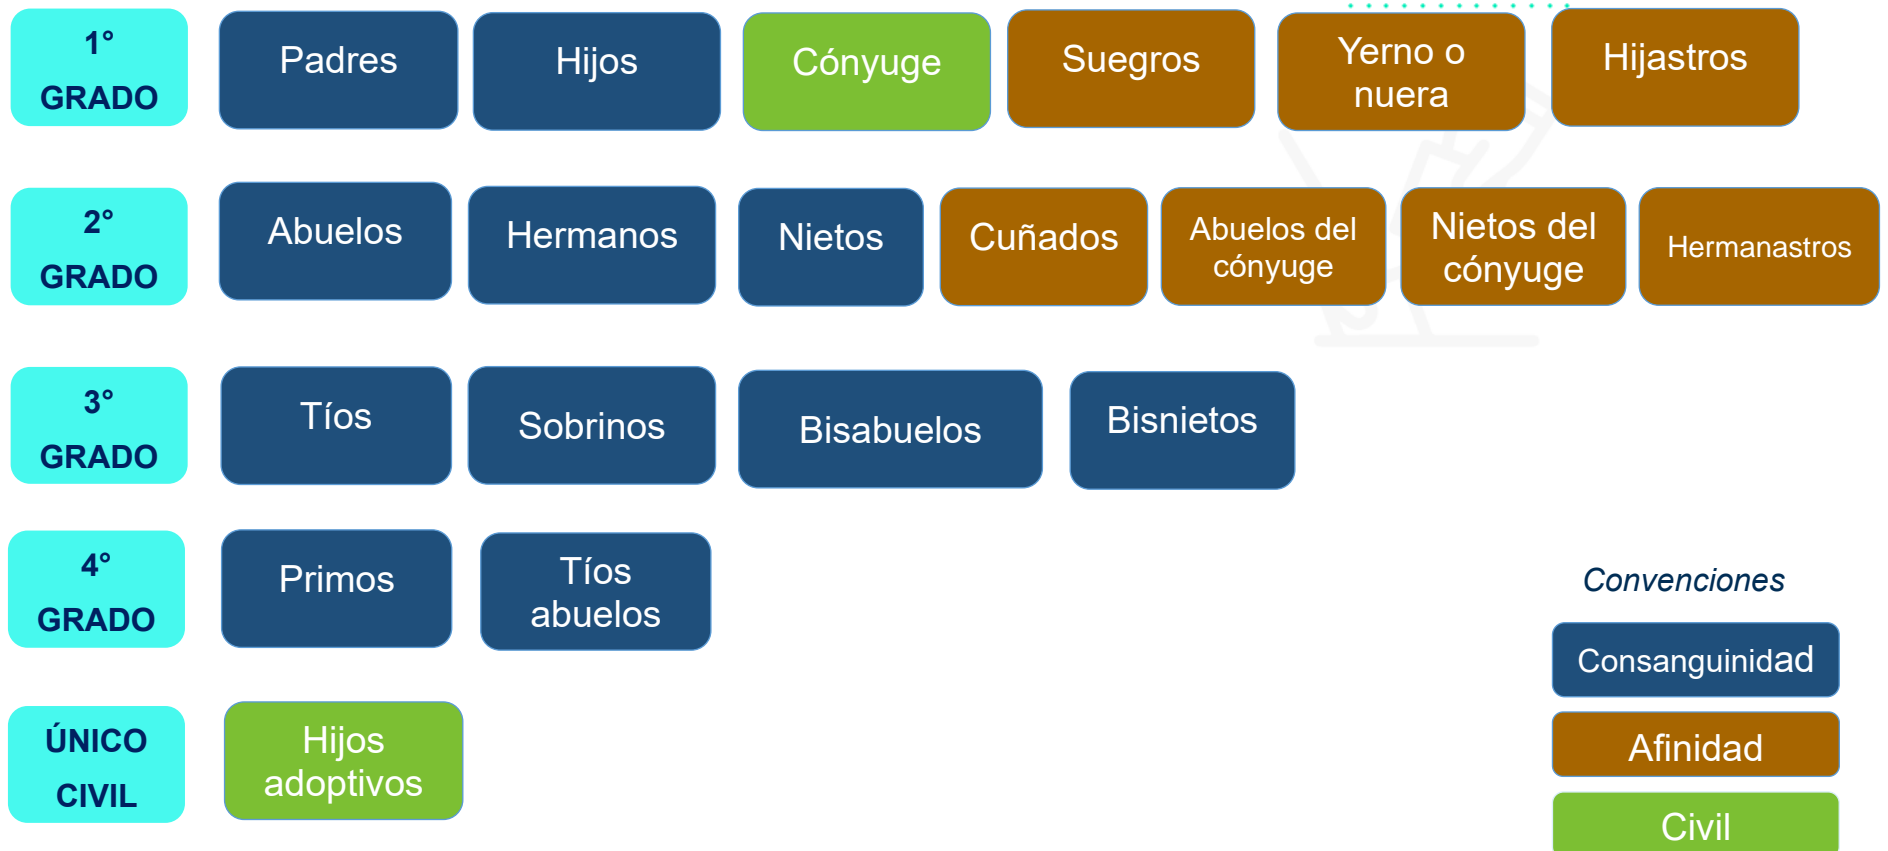 1°
GRADO
Padres
Hijos
Cónyuge
Suegros
Yerno o
nuera
Hijastros
2°
GRADO
Abuelos
Hermanos
Nietos
Cuñados
Abuelos del
cónyuge
Nietos del
cónyuge
Hermanastros
3°
GRADO
Tíos
Sobrinos
Bisabuelos
Bisnietos
4°
GRADO
Primos
Tíos
abuelos
ÚNICO
CIVIL
Hijos
adoptivos
Convenciones
Consanguinidad
Afinidad
Civil